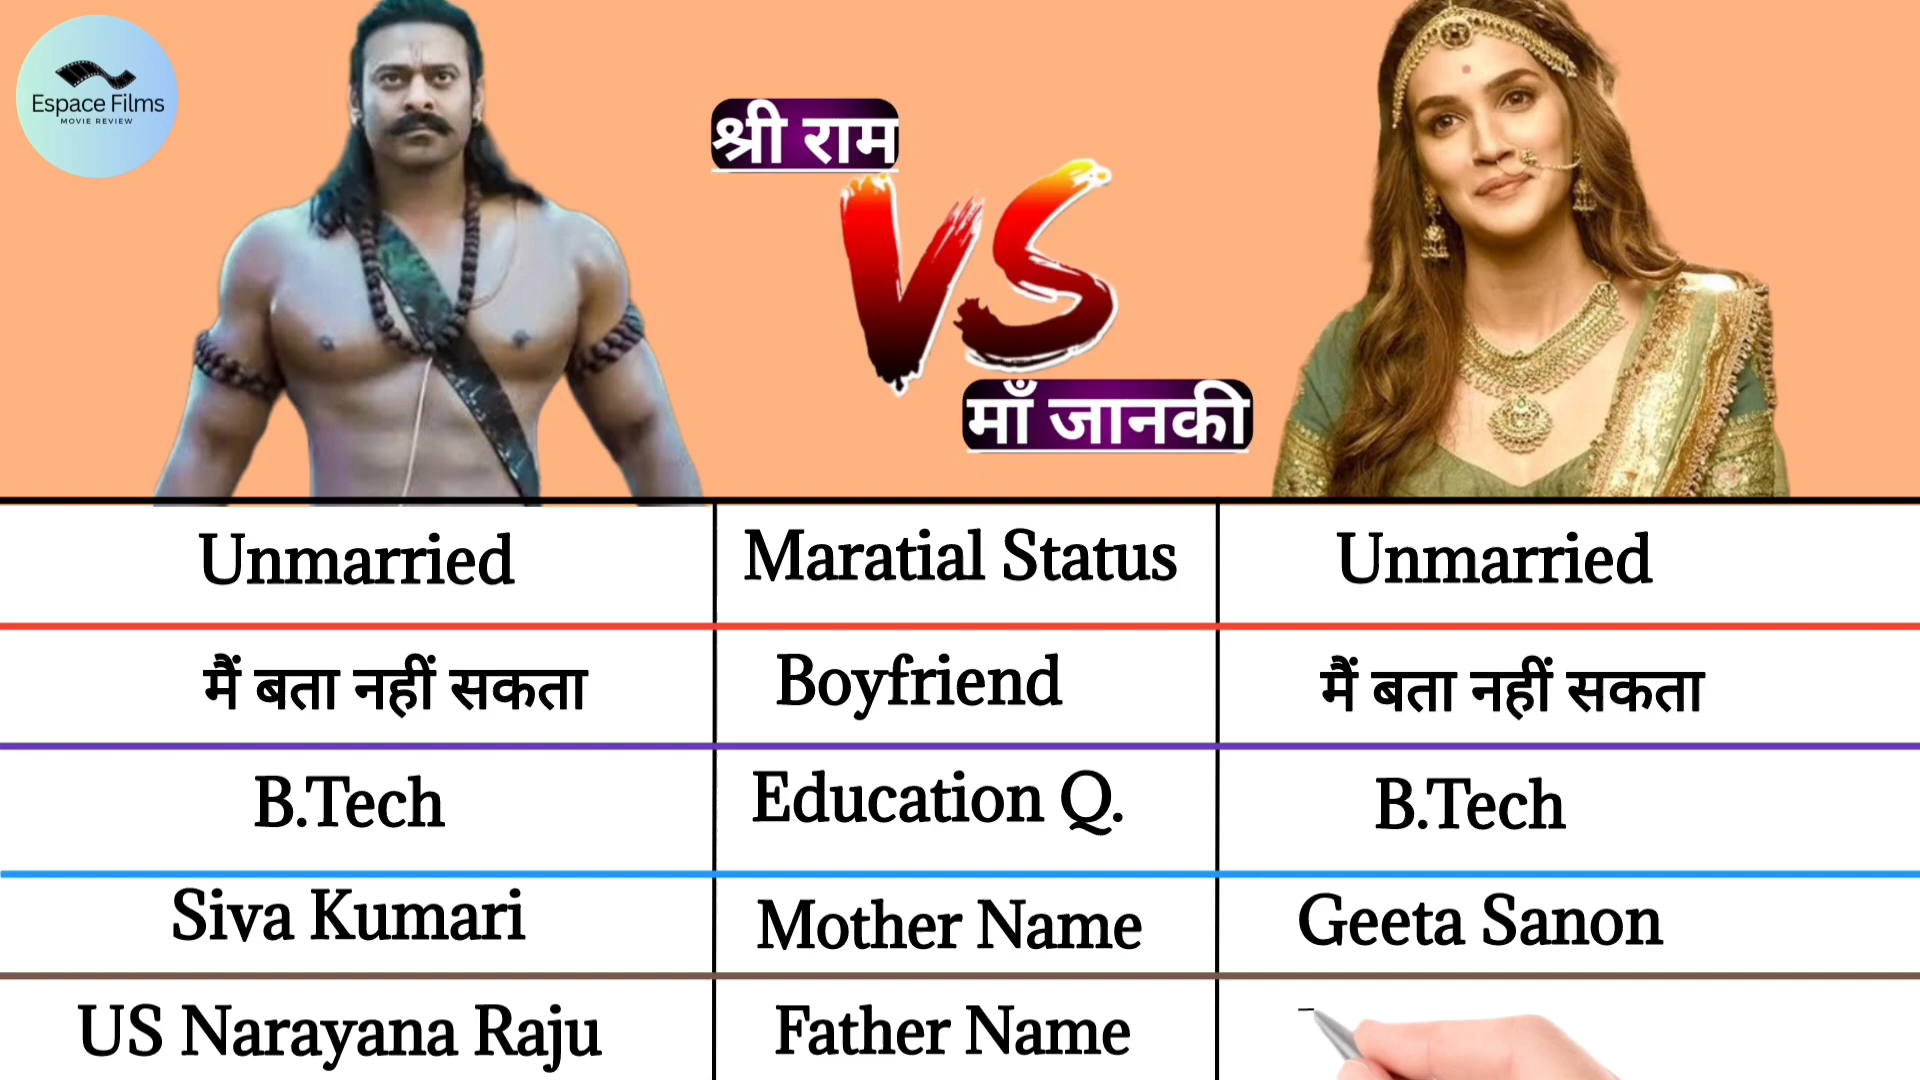 Espace Films
MOVIE REVIEW
श्री राम
VS
माँ जानकी
Unmarried Maratial Status Unmarried
मैं बता नहीं सकता Boyfriend मैं बता नहीं सकता
B.Tech Education Q. B.Tech
Siva Kumari Mother Name Geeta Sanon
US Narayana Raju Father Name